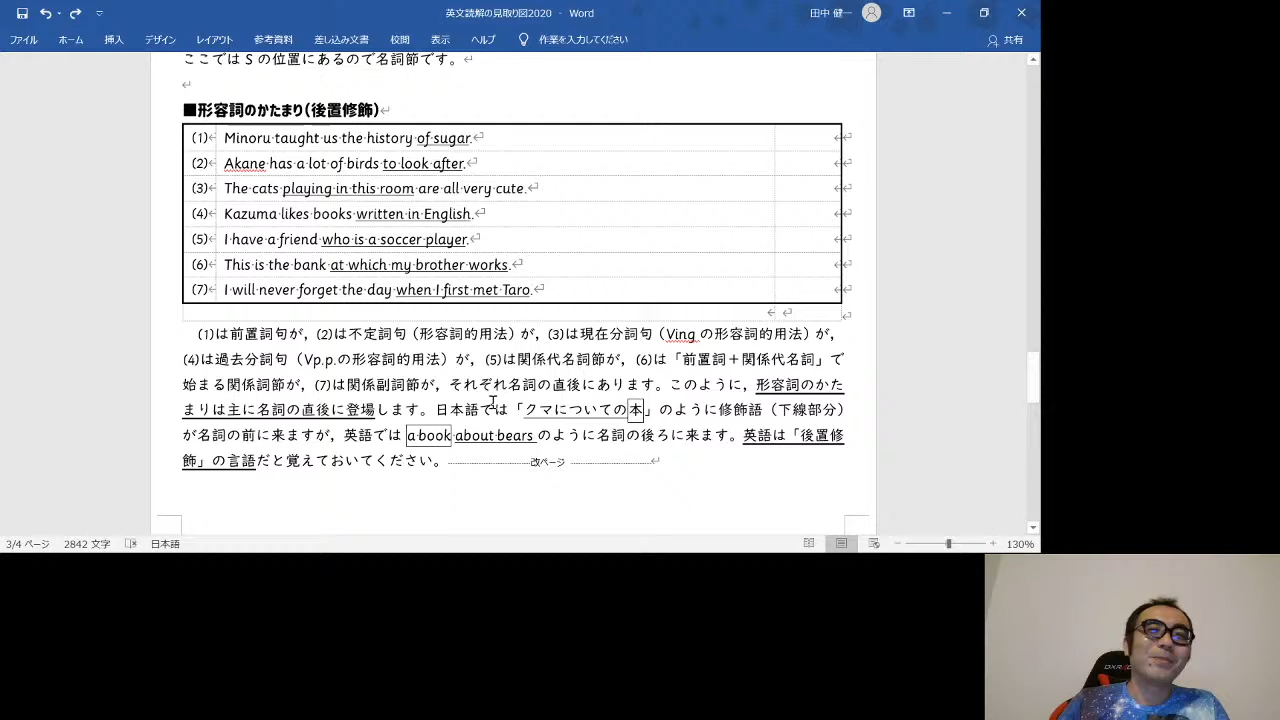 英文読解の見取り図2020 - Word
田中 健一
ファイル ホーム 挿入 デザイン レイアウト 参考資料 差し込み文書 校閲 表示 ヘルプ 作業を入力してください 共有
ここでは S の位置にあるので名詞節です。
■形容詞のかたまり(後置修飾)
(1) Minoru taught us the history of sugar.
(2) Akane has a lot of birds to look after.
(3) The cats playing in this room are all very cute.
(4) Kazuma likes books written in English.
(5) I have a friend who is a soccer player.
(6) This is the bank at which my brother works.
(7) I will never forget the day when I first met Taro.
(1)は前置詞句が，(2)は不定詞句（形容詞的用法）が，(3)は現在分詞句（Ving の形容詞的用法）が，
(4)は過去分詞句（Vp.p.の形容詞的用法）が，(5)は関係代名詞節が，(6)は「前置詞＋関係代名詞」で
始まる関係詞節が，(7)は関係副詞節が，それぞれ名詞の直後にあります。このように，形容詞のかた
まりは主に名詞の直後に登場します。日本語では「クマについての本」のように修飾語（下線部分）
が名詞の前に来ますが，英語では a book about bears のように名詞の後ろに来ます。英語は「後置修
飾」の言語だと覚えておいてください。 改ページ
3/4 ページ 2842 文字 日本語 130%
DXR